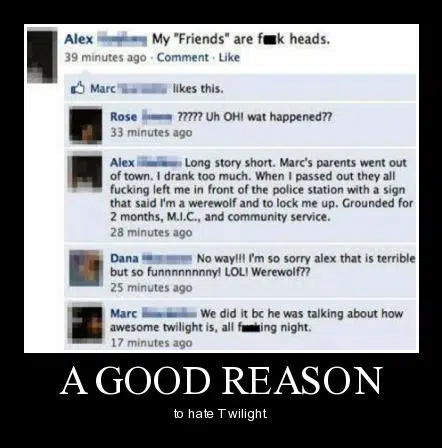 Alex My "Friends" are f k heads.
39 minutes ago · Comment · Like
Marc likes this.
Rose ????? Uh OH! wat happened??
33 minutes ago
Alex Long story short. Marc's parents went out
of town. I drank too much. When I passed out they all
fucking left me in front of the police station with a sign
that said I'm a werewolf and to lock me up. Grounded for
2 months, M.I.C., and community service.
28 minutes ago
Dana No way!!! I'm so sorry alex that is terrible
but so funnnnnnnny! LOL! Werewolf??
25 minutes ago
Marc We did it bc he was talking about how
awesome twilight is, all f ing night.
17 minutes ago
A GOOD REASON
to hate Twilight